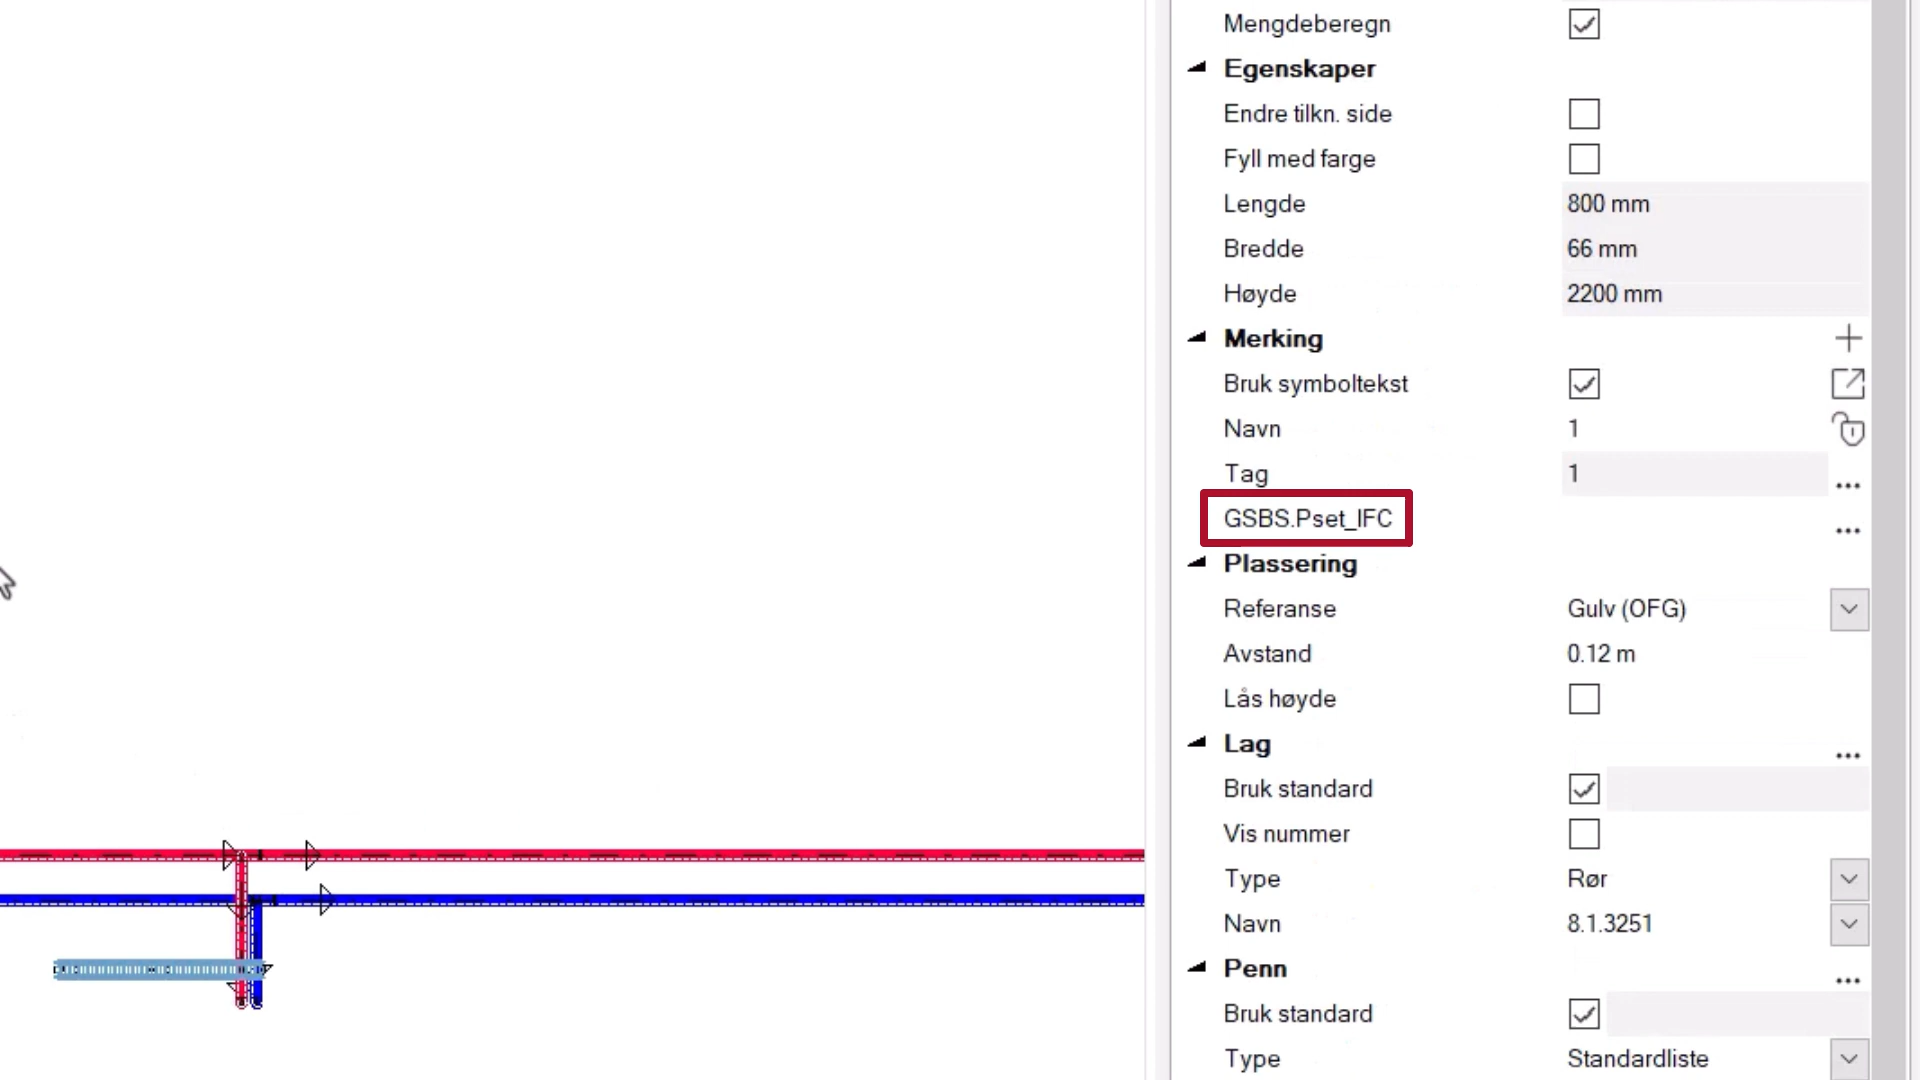 Mengdeberegn
Egenskaper
Endre tilkn. side
Fyll med farge
Lengde 800 mm
Bredde 66 mm
Høyde 2200 mm
Merking
Bruk symboltekst
Navn 1
Tag 1
GSBS.Pset_IFC
Plassering
Referanse Gulv (OFG)
Avstand 0.12 m
Lås høyde
Lag
Bruk standard
Vis nummer
Type Rør
Navn 8.1.3251
Penn
Bruk standard
Type Standardliste